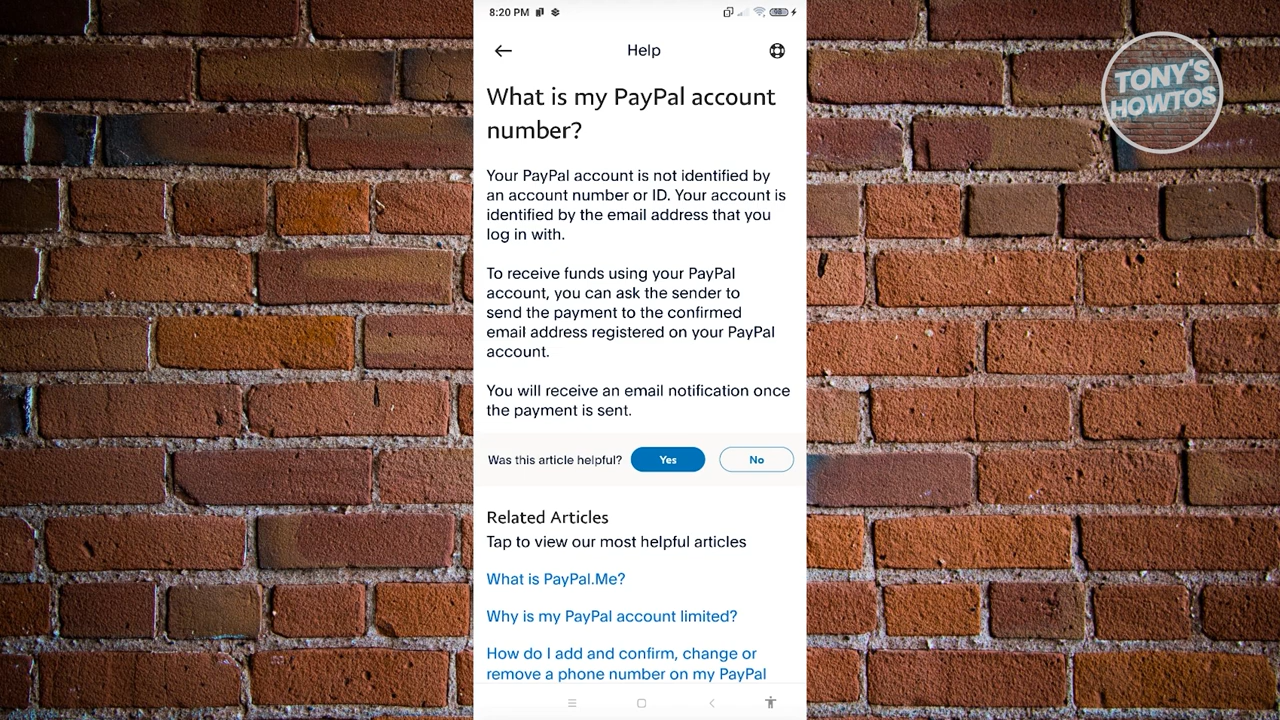 8:20 PM
98
Help
TONY'S
HOWTOS
What is my PayPal account
number?
Your PayPal account is not identified by
an account number or ID. Your account is
identified by the email address that you
log in with.
To receive funds using your PayPal
account, you can ask the sender to
send the payment to the confirmed
email address registered on your PayPal
account.
You will receive an email notification once
the payment is sent.
Was this article helpful?
Yes
No
Related Articles
Tap to view our most helpful articles
What is PayPal.Me?
Why is my PayPal account limited?
How do I add and confirm, change or
remove a phone number on my PayPal